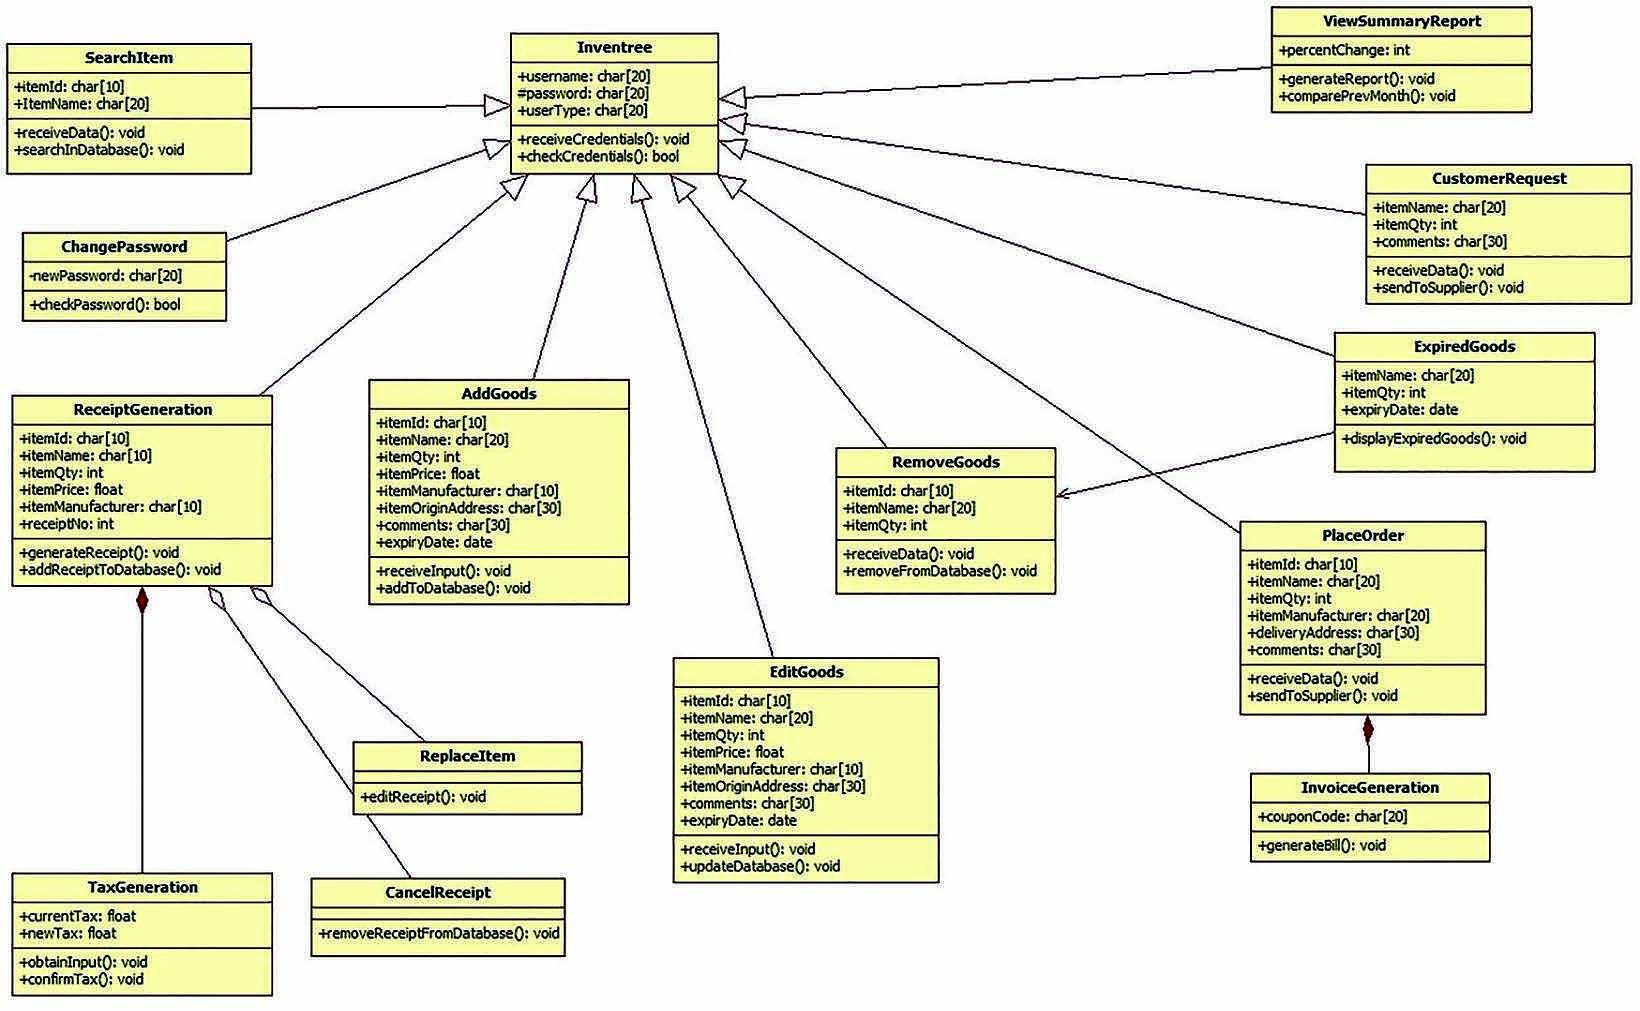 SearchItem
+itemId: char[10]
+ItemName: char[20]
+receiveData(): void
+searchInDatabase(): void
Inventree
+username: char[20]
#password: char[20]
+userType: char[20]
+receiveCredentials(): void
+checkCredentials(): bool
ViewSummaryReport
+percentChange: int
+generateReport(): void
+comparePrevMonth(): void
CustomerRequest
+itemName: char[20]
+itemQty: int
+comments: char[30]
+receiveData(): void
+sendToSupplier(): void
ChangePassword
-newPassword: char[20]
+checkPassword(): bool
ExpiredGoods
+itemName: char[20]
+itemQty: int
+expiryDate: date
+displayExpiredGoods(): void
ReceiptGeneration
+itemId: char[10]
+itemName: char[10]
+itemQty: int
+itemPrice: float
+itemManufacturer: char[10]
+receiptNo: int
+generateReceipt(): void
+addReceiptToDatabase(): void
AddGoods
+itemId: char[10]
+itemName: char[20]
+itemQty: int
+itemPrice: float
+itemManufacturer: char[10]
+itemOriginAddress: char[30]
+comments: char[30]
+expiryDate: date
+receiveInput(): void
+addToDatabase(): void
RemoveGoods
+itemId: char[10]
+itemName: char[20]
+itemQty: int
+receiveData(): void
+removeFromDatabase(): void
PlaceOrder
+itemId: char[10]
+itemName: char[20]
+itemQty: int
+itemManufacturer: char[20]
+deliveryAddress: char[30]
+comments: char[30]
+receiveData(): void
+sendToSupplier(): void
EditGoods
+itemId: char[10]
+itemName: char[20]
+itemQty: int
+itemPrice: float
+itemManufacturer: char[10]
+itemOriginAddress: char[30]
+comments: char[30]
+expiryDate: date
+receiveInput(): void
+updateDatabase(): void
ReplaceItem
+editReceipt(): void
InvoiceGeneration
+couponCode: char[20]
+generateBill(): void
TaxGeneration
+currentTax: float
+newTax: float
+obtainInput(): void
+confirmTax(): void
CancelReceipt
+removeReceiptFromDatabase(): void